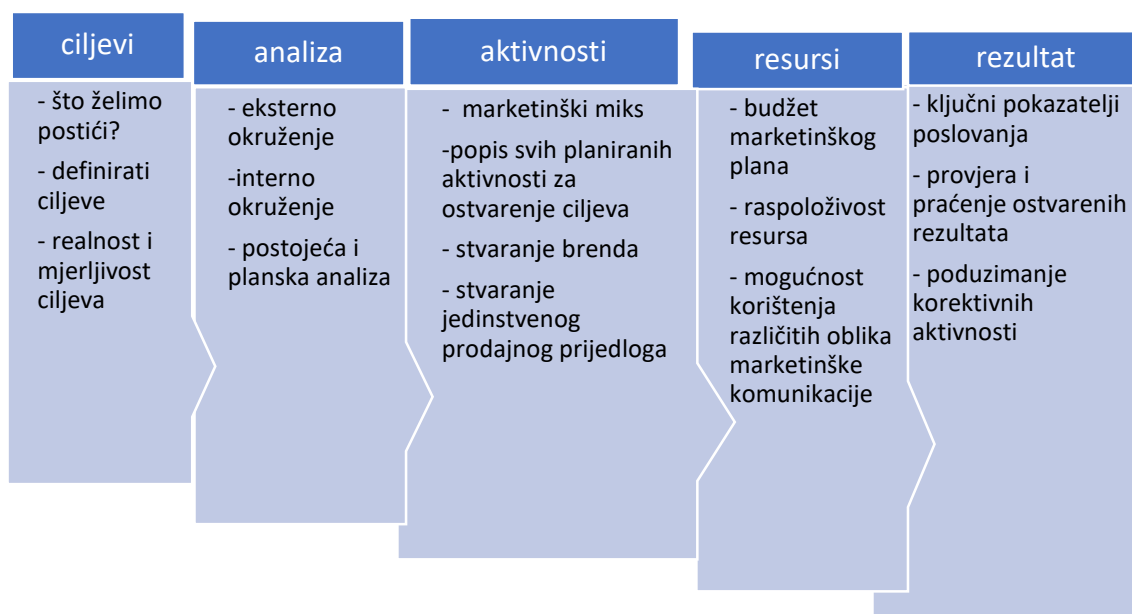 ciljevi
- što želimo
postići?
- definirati
ciljeve
- realnost i
mjerljivost
ciljeva
analiza
- eksterno
okruženje
-interno
okruženje
- postojeća i
planska analiza
aktivnosti
- marketinški miks
-popis svih planiranih
aktivnosti za
ostvarenje ciljeva
- stvaranje brenda
- stvaranje
jedinstvenog
prodajnog prijedloga
resursi
- budžet
marketinškog
plana
- raspoloživost
resursa
- mogućnost
korištenja
različitih oblika
marketinške
komunikacije
rezultat
- ključni pokazatelji
poslovanja
- provjera i
praćenje ostvarenih
rezultata
- poduzimanje
korektivnih
aktivnosti